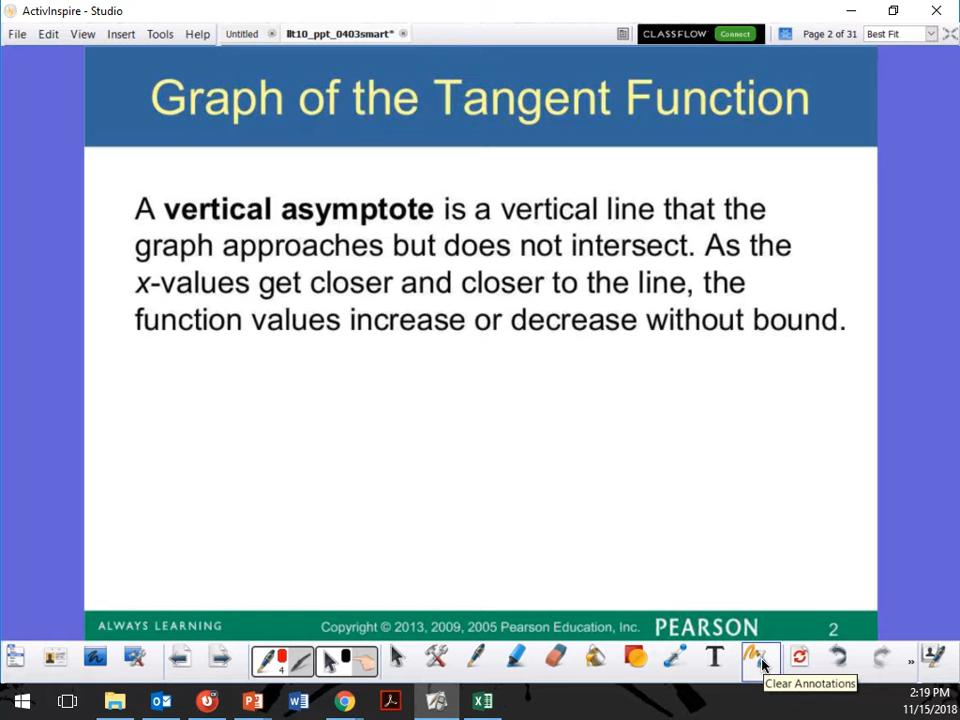 ActivInspire - Studio
File Edit View Insert Tools Help Untitled llt10_ppt_0403smart* CLASSFLOW Connect Page 2 of 31 Best Fit
Graph of the Tangent Function
A vertical asymptote is a vertical line that the
graph approaches but does not intersect. As the
x-values get closer and closer to the line, the
function values increase or decrease without bound.
ALWAYS LEARNING Copyright © 2013, 2009, 2005 Pearson Education, Inc. PEARSON 2
4 T »
Clear Annotations
2:19 PM
11/15/2018